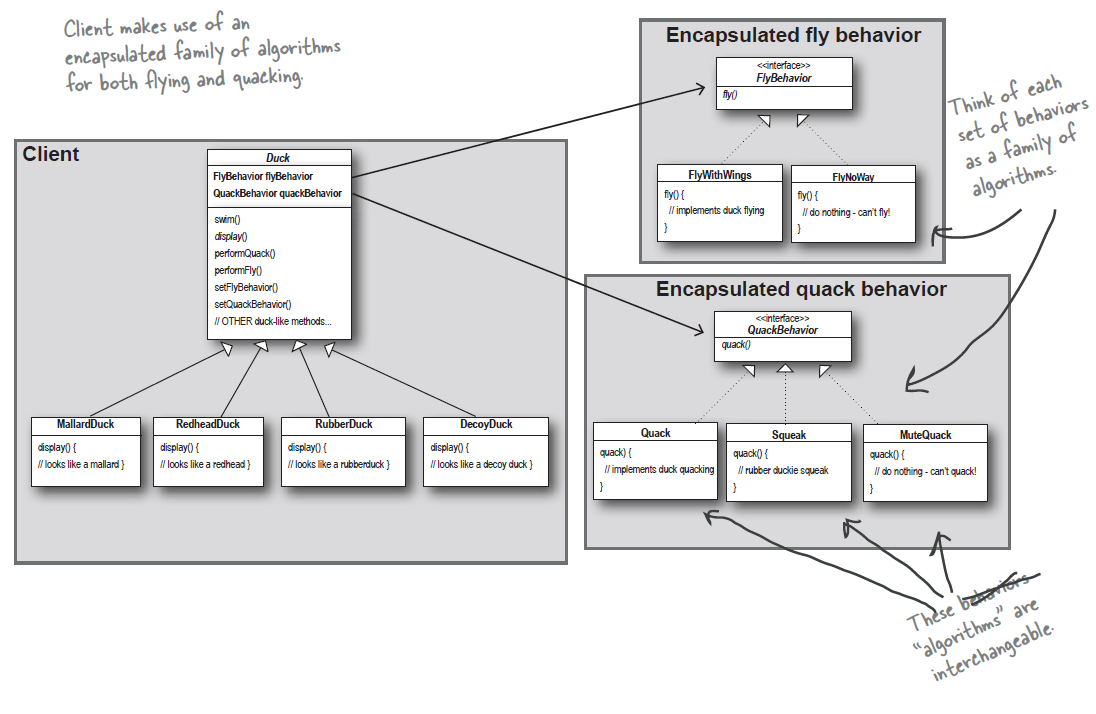 Client makes use of an
encapsulated family of algorithms
for both flying and quacking.
Client
Duck
FlyBehavior flyBehavior
QuackBehavior quackBehavior
swim()
display()
performQuack()
performFly()
setFlyBehavior()
setQuackBehavior()
// OTHER duck-like methods...
MallardDuck
display() {
// looks like a mallard }
RedheadDuck
display() {
// looks like a redhead }
RubberDuck
display() {
// looks like a rubberduck }
DecoyDuck
display() {
// looks like a decoy duck }
Encapsulated fly behavior
<<interface>>
FlyBehavior
fly()
FlyWithWings
fly() {
// implements duck flying
}
FlyNoWay
fly() {
// do nothing - can't fly!
}
Think of each
set of behaviors
as a family of
algorithms.
Encapsulated quack behavior
<<interface>>
QuackBehavior
quack()
Quack
quack) {
// implements duck quacking
}
Squeak
quack() {
// rubber duckie squeak
}
MuteQuack
quack() {
// do nothing - can't quack!
}
These behaviors
“algorithms” are
interchangeable.